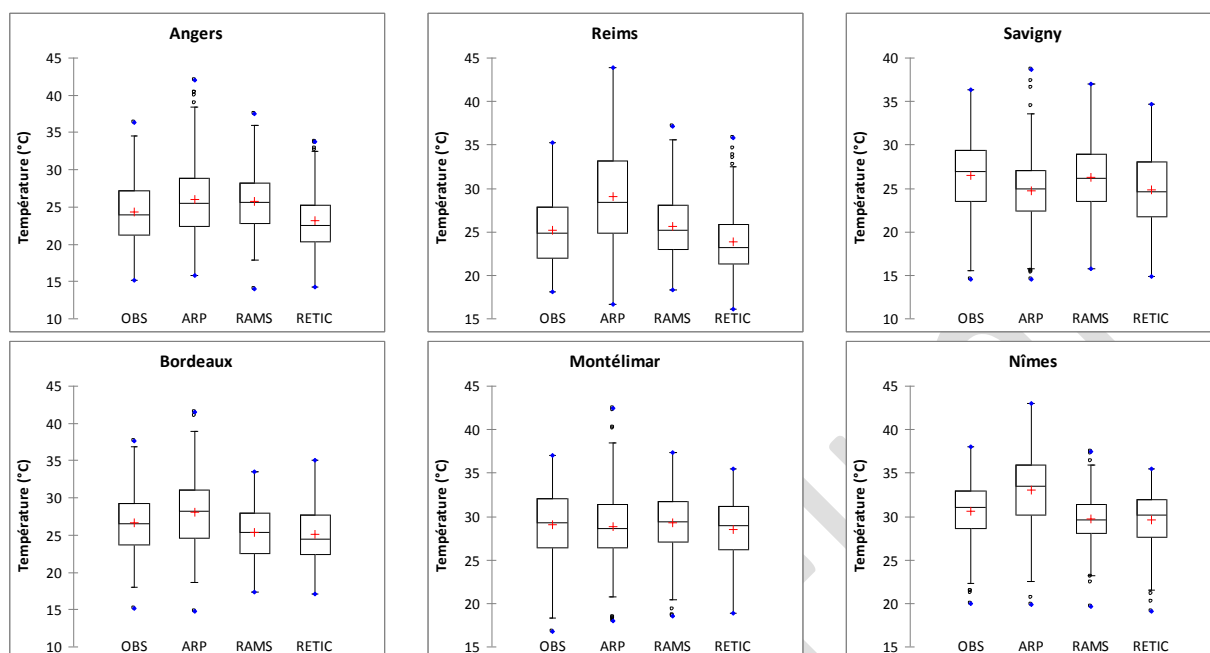 Angers
Température (°C)
45
40
35
30
25
20
15
10
OBS ARP RAMS RETIC
Reims
Température (°C)
45
40
35
30
25
20
15
OBS ARP RAMS RETIC
Savigny
Température (°C)
40
35
30
25
20
15
10
OBS ARP RAMS RETIC
Bordeaux
Température (°C)
45
40
35
30
25
20
15
10
OBS ARP RAMS RETIC
Montélimar
Température (°C)
45
40
35
30
25
20
15
OBS ARP RAMS RETIC
Nîmes
Température (°C)
45
40
35
30
25
20
15
OBS ARP RAMS RETIC